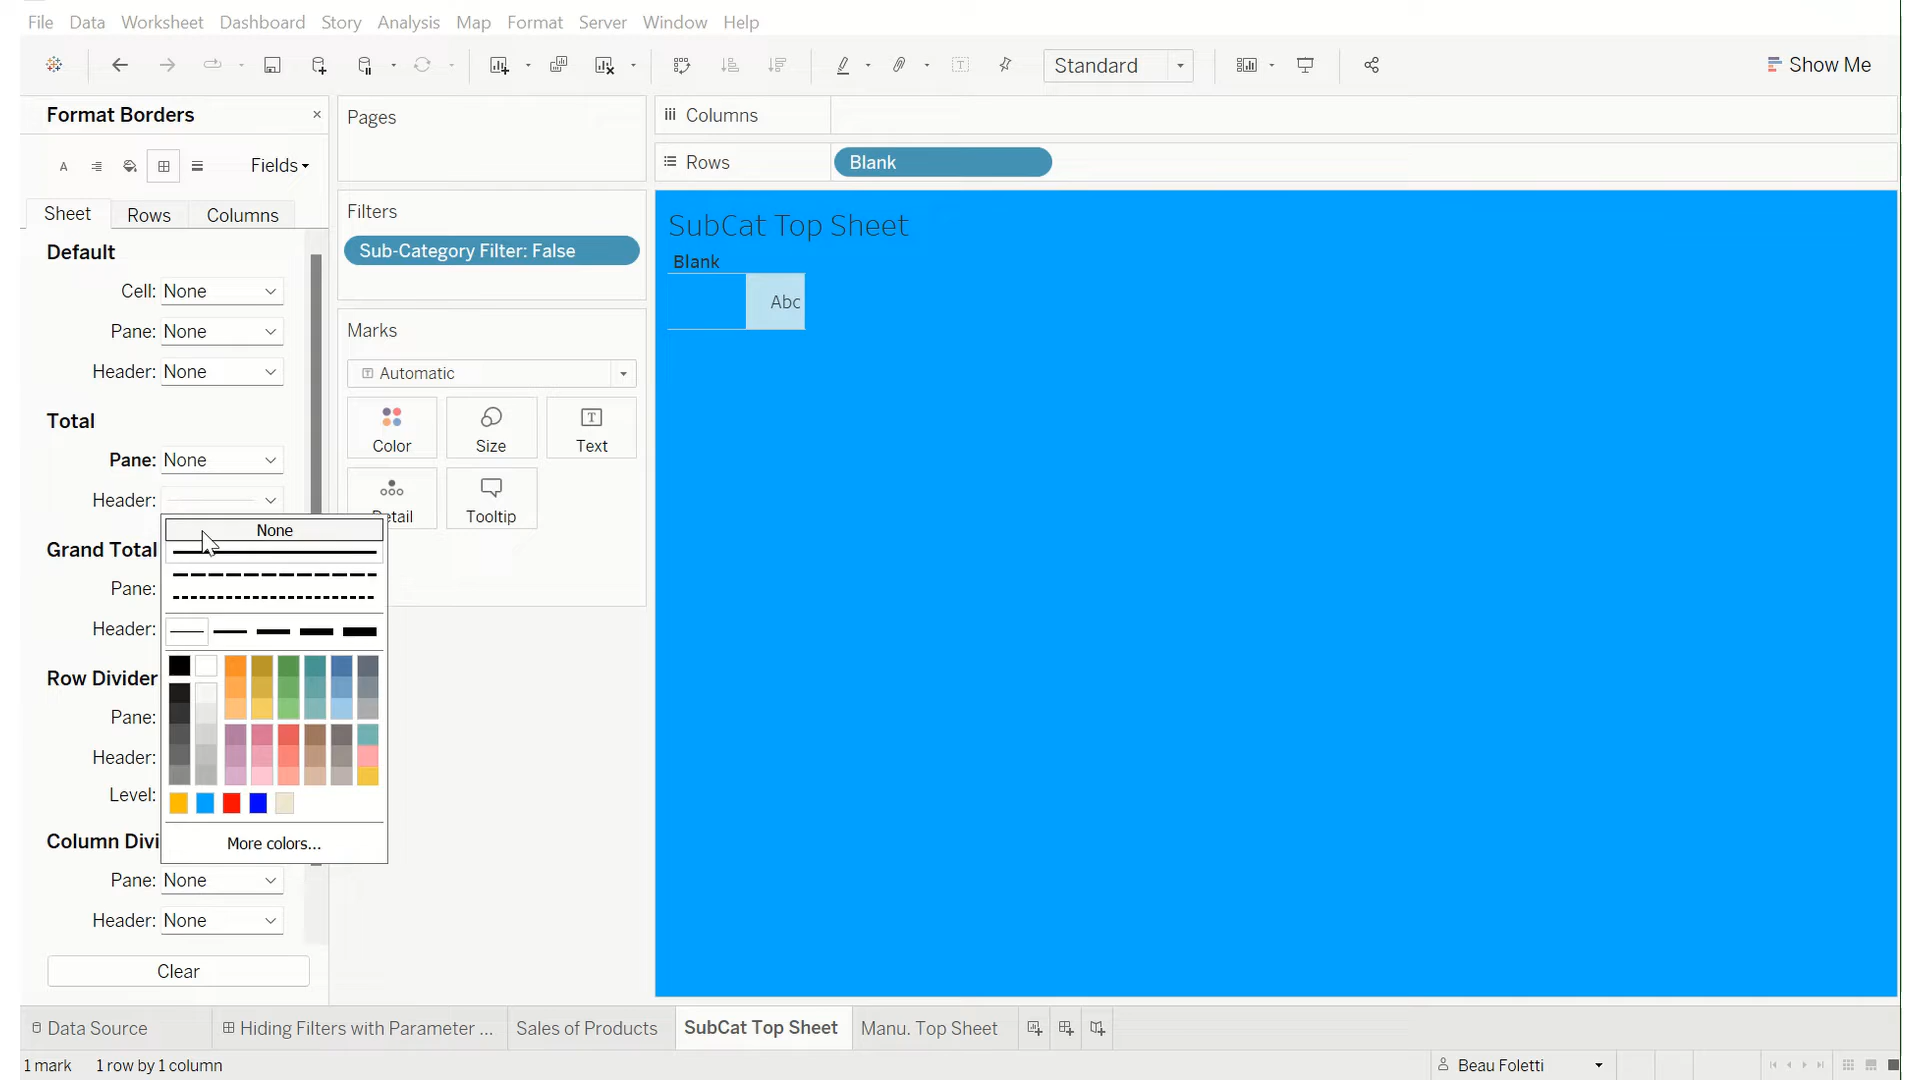 File Data Worksheet Dashboard Story Analysis Map Format Server Window Help
Standard
Show Me
Format Borders
Fields
Sheet Rows Columns
Default
Cell: None
Pane: None
Header: None
Total
Pane: None
Header:
None
Grand Total
Pane:
Header:
Row Divider
Pane:
Header:
Level:
More colors...
Column Divi
Pane: None
Header: None
Clear
Pages
Filters
Sub-Category Filter: False
Marks
Automatic
Color Size Text
Detail Tooltip
Columns
Rows Blank
SubCat Top Sheet
Blank
Abc
Data Source Hiding Filters with Parameter ... Sales of Products SubCat Top Sheet Manu. Top Sheet
1 mark 1 row by 1 column Beau Foletti